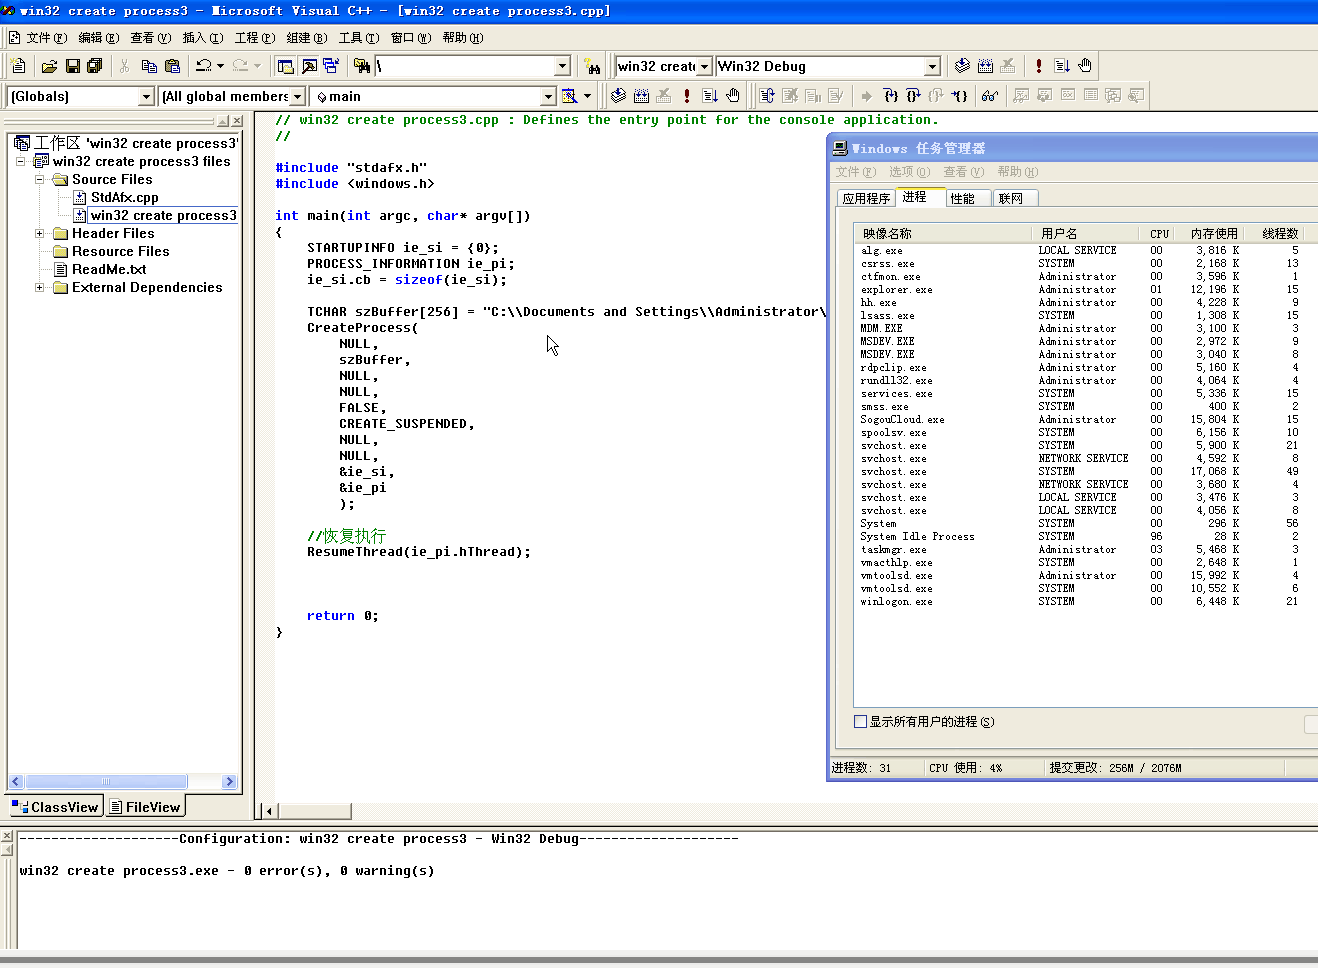 win32 create process3 - Microsoft Visual C++ - [win32 create process3.cpp]
文件(F) 编辑(E) 查看(V) 插入(I) 工程(P) 组建(B) 工具(T) 窗口(W) 帮助(H)
\ win32 create Win32 Debug
(Globals) (All global members main
工作区 'win32 create process3'
win32 create process3 files
Source Files
StdAfx.cpp
win32 create process3
Header Files
Resource Files
ReadMe.txt
External Dependencies
ClassView FileView
// win32 create process3.cpp : Defines the entry point for the console application.
//
#include "stdafx.h"
#include <windows.h>
int main(int argc, char* argv[])
{
STARTUPINFO ie_si = {0};
PROCESS_INFORMATION ie_pi;
ie_si.cb = sizeof(ie_si);
TCHAR szBuffer[256] = "C:\\Documents and Settings\\Administrator\
CreateProcess(
NULL,
szBuffer,
NULL,
NULL,
FALSE,
CREATE_SUSPENDED,
NULL,
NULL,
&ie_si,
&ie_pi
);
//恢复执行
ResumeThread(ie_pi.hThread);
return 0;
}
Windows 任务管理器
文件(F) 选项(O) 查看(V) 帮助(H)
应用程序 进程 性能 联网
映像名称 用户名 CPU 内存使用 线程数
alg.exe LOCAL SERVICE 00 3,816 K 5
csrss.exe SYSTEM 00 2,168 K 13
ctfmon.exe Administrator 00 3,596 K 1
explorer.exe Administrator 01 12,196 K 15
hh.exe Administrator 00 4,228 K 9
lsass.exe SYSTEM 00 1,308 K 15
MDM.EXE Administrator 00 3,100 K 3
MSDEV.EXE Administrator 00 2,972 K 9
MSDEV.EXE Administrator 00 3,040 K 8
rdpclip.exe Administrator 00 5,160 K 4
rundll32.exe Administrator 00 4,064 K 4
services.exe SYSTEM 00 5,336 K 15
smss.exe SYSTEM 00 400 K 2
SogouCloud.exe Administrator 00 15,804 K 15
spoolsv.exe SYSTEM 00 6,156 K 10
svchost.exe SYSTEM 00 5,900 K 21
svchost.exe NETWORK SERVICE 00 4,592 K 8
svchost.exe SYSTEM 00 17,068 K 49
svchost.exe NETWORK SERVICE 00 3,680 K 4
svchost.exe LOCAL SERVICE 00 3,476 K 3
svchost.exe LOCAL SERVICE 00 4,056 K 8
System SYSTEM 00 296 K 56
System Idle Process SYSTEM 96 28 K 2
taskmgr.exe Administrator 03 5,468 K 3
vmacthlp.exe SYSTEM 00 2,648 K 1
vmtoolsd.exe Administrator 00 15,992 K 4
vmtoolsd.exe SYSTEM 00 10,552 K 6
winlogon.exe SYSTEM 00 6,448 K 21
显示所有用户的进程(S)
进程数: 31 CPU 使用: 4% 提交更改: 256M / 2076M
--------------------Configuration: win32 create process3 - Win32 Debug--------------------
win32 create process3.exe - 0 error(s), 0 warning(s)